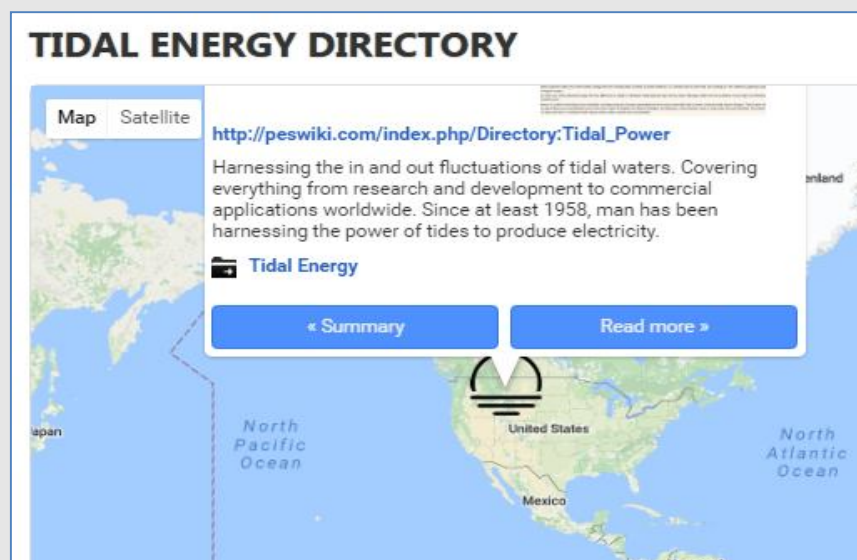 TIDAL ENERGY DIRECTORY
Map Satellite
http://peswiki.com/index.php/Directory:Tidal_Power
Harnessing the in and out fluctuations of tidal waters. Covering
everything from research and development to commercial
applications worldwide. Since at least 1958, man has been
harnessing the power of tides to produce electricity.
Tidal Energy
« Summary
Read more »
enland
apan
North
Pacific
Ocean
United States
North
Atlantic
Ocean
Mexico